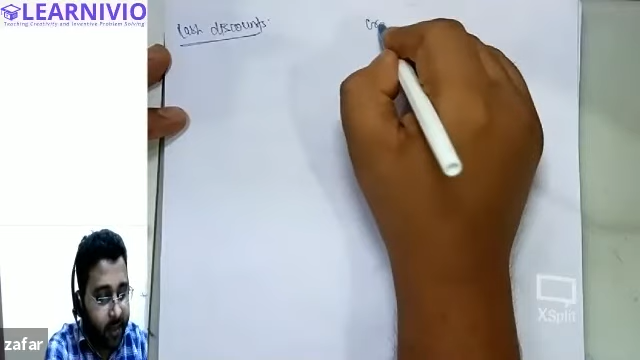 LEARNIVIO
Teaching Creativity and Inventive Problem Solving
Cash discounts.
zafar
XSplit